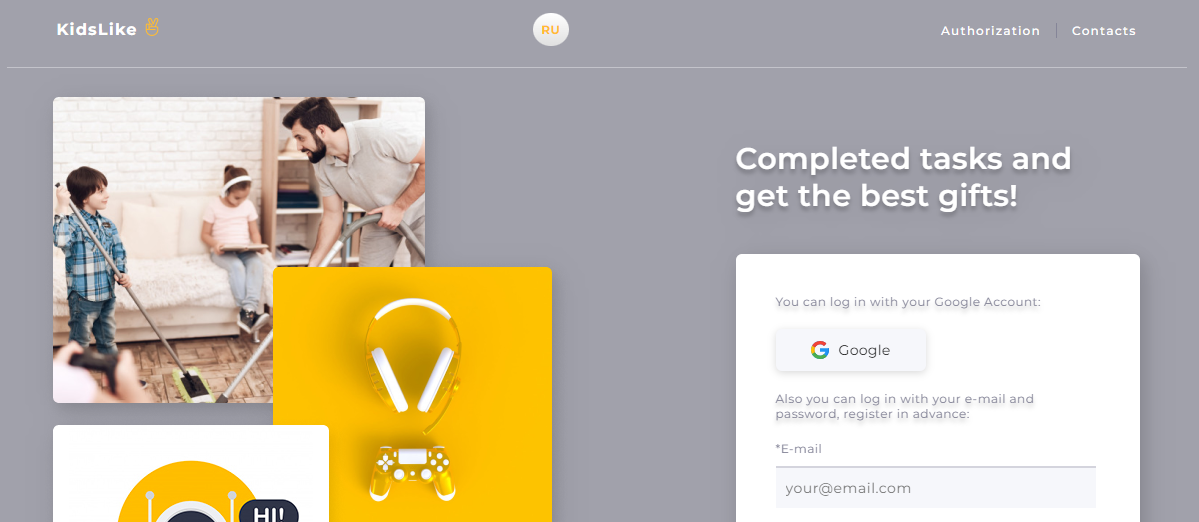 KidsLike
RU
Authorization
Contacts
Completed tasks and
get the best gifts!
You can log in with your Google Account:
Google
Also you can log in with your e-mail and
password, register in advance:
*E-mail
your@email.com
HI!